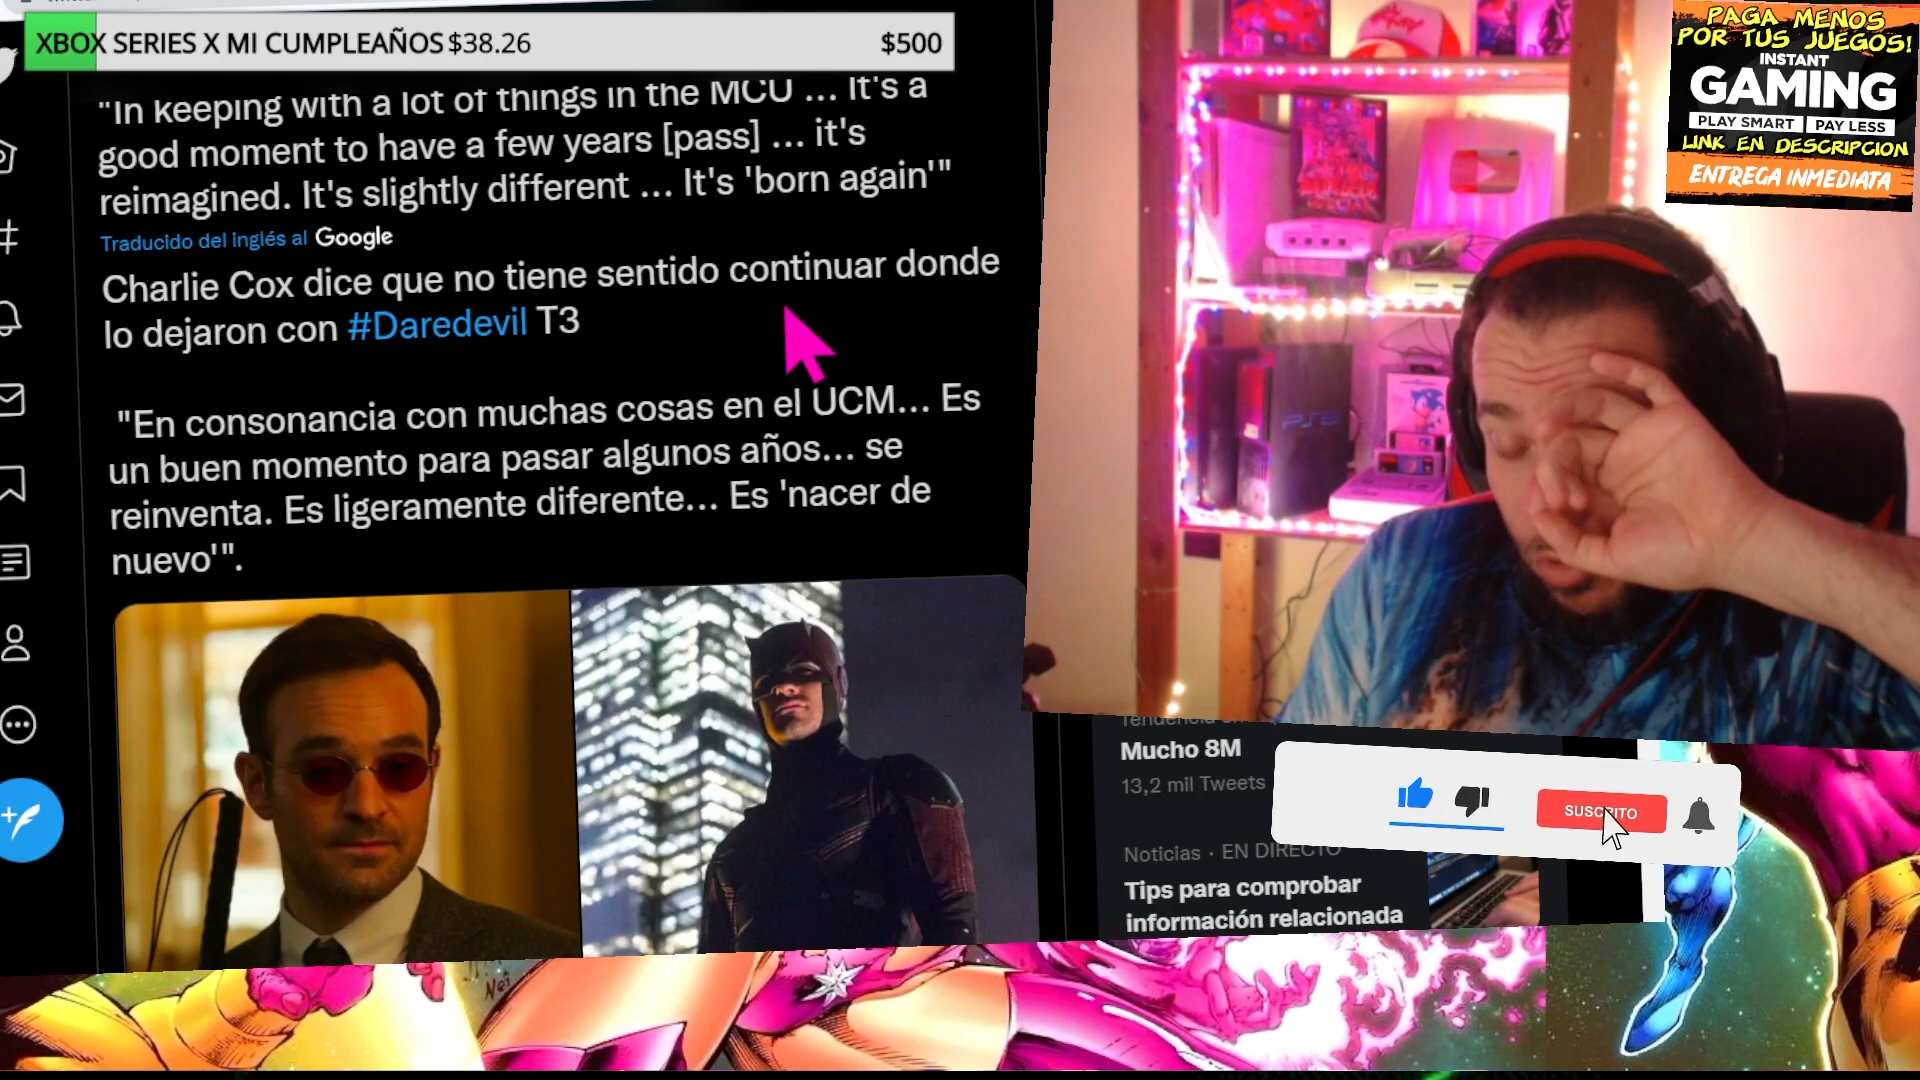 XBOX SERIES X MI CUMPLEAÑOS $38.26 $500
"In keeping with a lot of things in the MCU ... It's a
good moment to have a few years [pass] ... it's
reimagined. It's slightly different ... It's 'born again'"
Traducido del inglés al Google
Charlie Cox dice que no tiene sentido continuar donde
lo dejaron con #Daredevil T3
"En consonancia con muchas cosas en el UCM... Es
un buen momento para pasar algunos años... se
reinventa. Es ligeramente diferente... Es 'nacer de
nuevo'".
PAGA MENOS
POR TUS JUEGOS!
INSTANT
GAMING
PLAY SMART PAY LESS
LINK EN DESCRIPCION
ENTREGA INMEDIATA
PS2
Mucho 8M
13,2 mil Tweets
SUSCRITO
Noticias · EN DIRECTO
Tips para comprobar
información relacionada